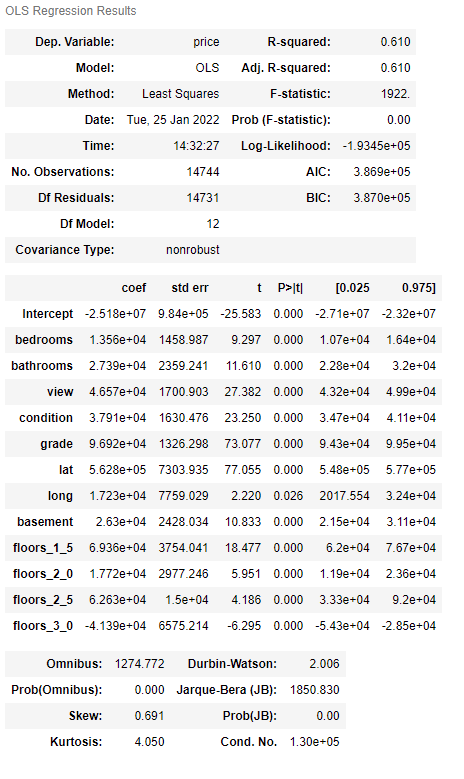 OLS Regression Results
Dep. Variable: price R-squared: 0.610
Model: OLS Adj. R-squared: 0.610
Method: Least Squares F-statistic: 1922.
Date: Tue, 25 Jan 2022 Prob (F-statistic): 0.00
Time: 14:32:27 Log-Likelihood: -1.9345e+05
No. Observations: 14744 AIC: 3.869e+05
Df Residuals: 14731 BIC: 3.870e+05
Df Model: 12
Covariance Type: nonrobust
coef std err t P>|t| [0.025 0.975]
Intercept -2.518e+07 9.84e+05 -25.583 0.000 -2.71e+07 -2.32e+07
bedrooms 1.356e+04 1458.987 9.297 0.000 1.07e+04 1.64e+04
bathrooms 2.739e+04 2359.241 11.610 0.000 2.28e+04 3.2e+04
view 4.657e+04 1700.903 27.382 0.000 4.32e+04 4.99e+04
condition 3.791e+04 1630.476 23.250 0.000 3.47e+04 4.11e+04
grade 9.692e+04 1326.298 73.077 0.000 9.43e+04 9.95e+04
lat 5.628e+05 7303.935 77.055 0.000 5.48e+05 5.77e+05
long 1.723e+04 7759.029 2.220 0.026 2017.554 3.24e+04
basement 2.63e+04 2428.034 10.833 0.000 2.15e+04 3.11e+04
floors_1_5 6.936e+04 3754.041 18.477 0.000 6.2e+04 7.67e+04
floors_2_0 1.772e+04 2977.246 5.951 0.000 1.19e+04 2.36e+04
floors_2_5 6.263e+04 1.5e+04 4.186 0.000 3.33e+04 9.2e+04
floors_3_0 -4.139e+04 6575.214 -6.295 0.000 -5.43e+04 -2.85e+04
Omnibus: 1274.772 Durbin-Watson: 2.006
Prob(Omnibus): 0.000 Jarque-Bera (JB): 1850.830
Skew: 0.691 Prob(JB): 0.00
Kurtosis: 4.050 Cond. No. 1.30e+05